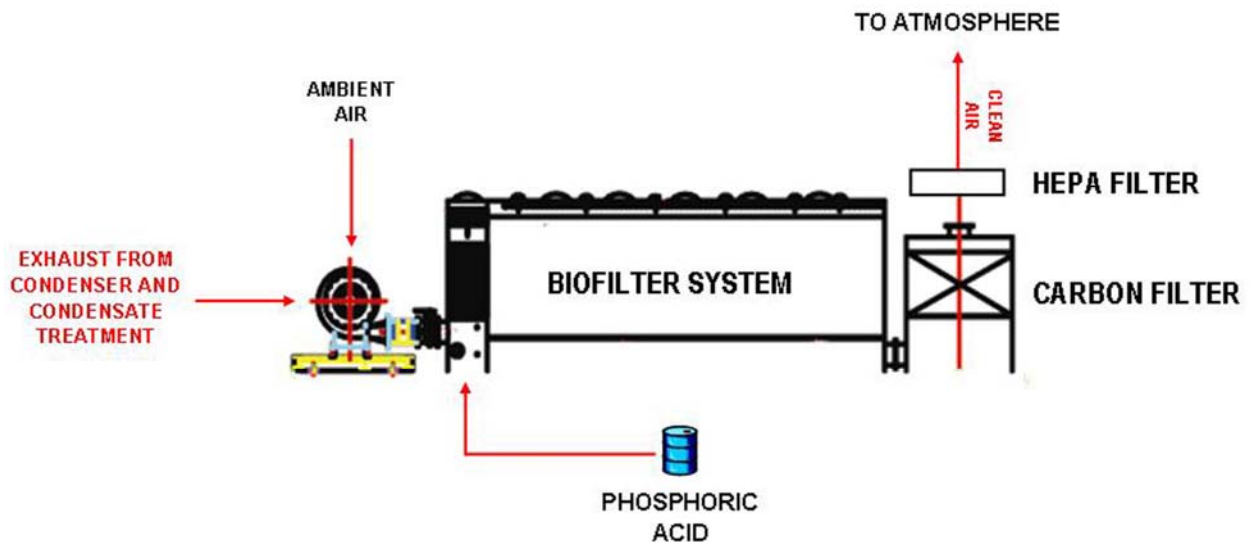 TO ATMOSPHERE
AMBIENT
AIR
CLEAN
AIR
HEPA FILTER
EXHAUST FROM
CONDENSER AND
CONDENSATE
TREATMENT
BIOFILTER SYSTEM
CARBON FILTER
PHOSPHORIC
ACID